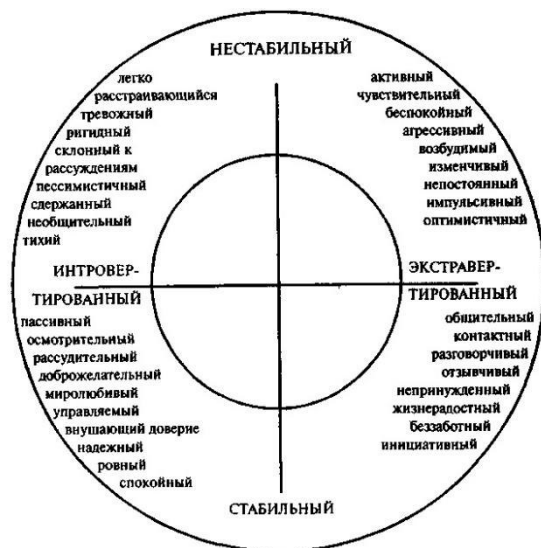 НЕСТАБИЛЬНЫЙ
легко
расстраивающийся
тревожный
ригидный
склонный к
рассуждениям
пессимистичный
сдержанный
необщительный
тихий
активный
чувствительный
беспокойный
агрессивный
возбудимый
изменчивый
непостоянный
импульсивный
оптимистичный
ИНТРОВЕР-
ТИРОВАННЫЙ
ЭКСТРАВЕР-
ТИРОВАННЫЙ
пассивный
осмотрительный
рассудительный
доброжелательный
миролюбивый
управляемый
внушающий доверие
надежный
ровный
спокойный
общительный
контактный
разговорчивый
отзывчивый
непринужденный
жизнерадостный
беззаботный
инициативный
СТАБИЛЬНЫЙ